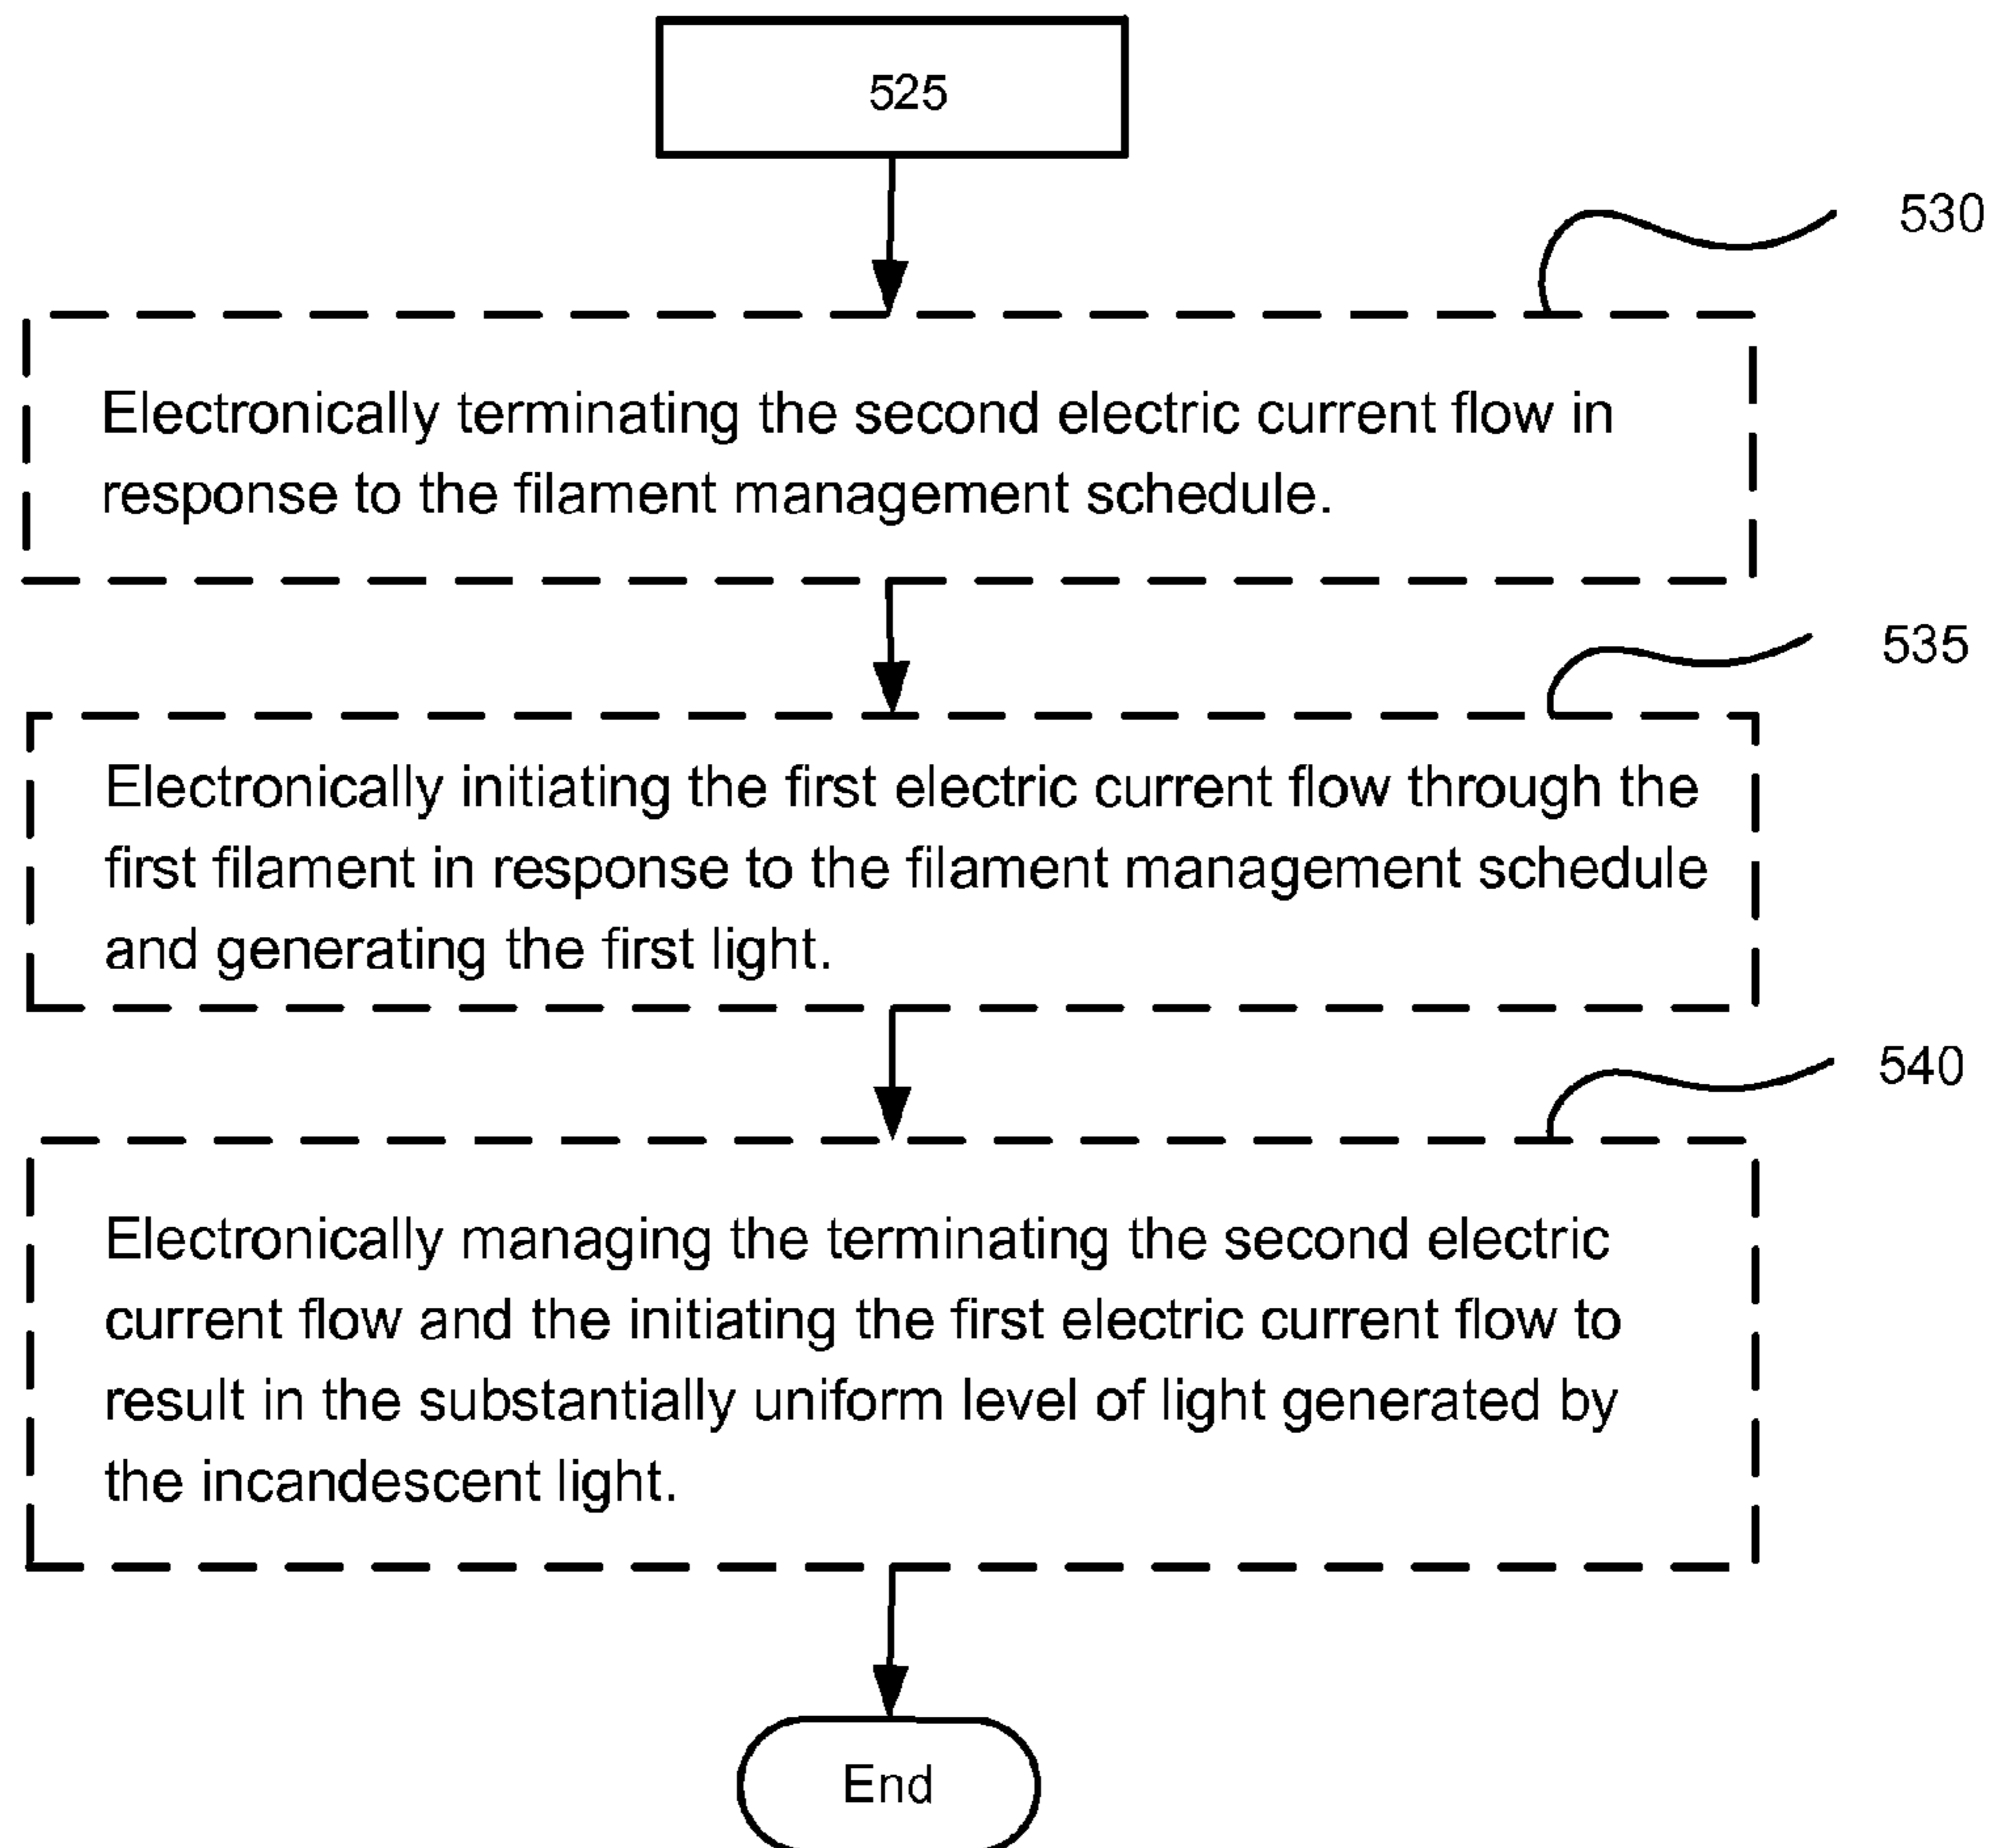 525
530
Electronically terminating the second electric current flow in
response to the filament management schedule.
535
Electronically initiating the first electric current flow through the
first filament in response to the filament management schedule
and generating the first light.
540
Electronically managing the terminating the second electric
current flow and the initiating the first electric current flow to
result in the substantially uniform level of light generated by
the incandescent light.
End